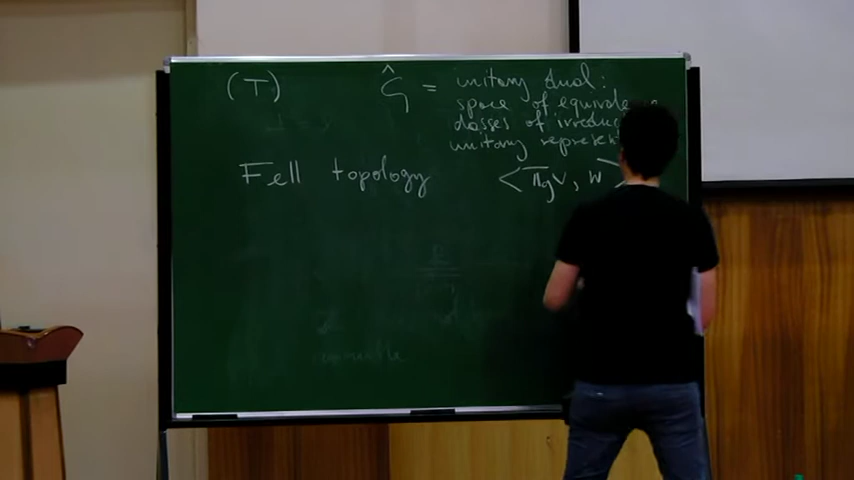 (T)
Ĝ = unitary dual:
space of equivale
classes of irreduc
unitary represent
Fell topology
< π_g v, w >